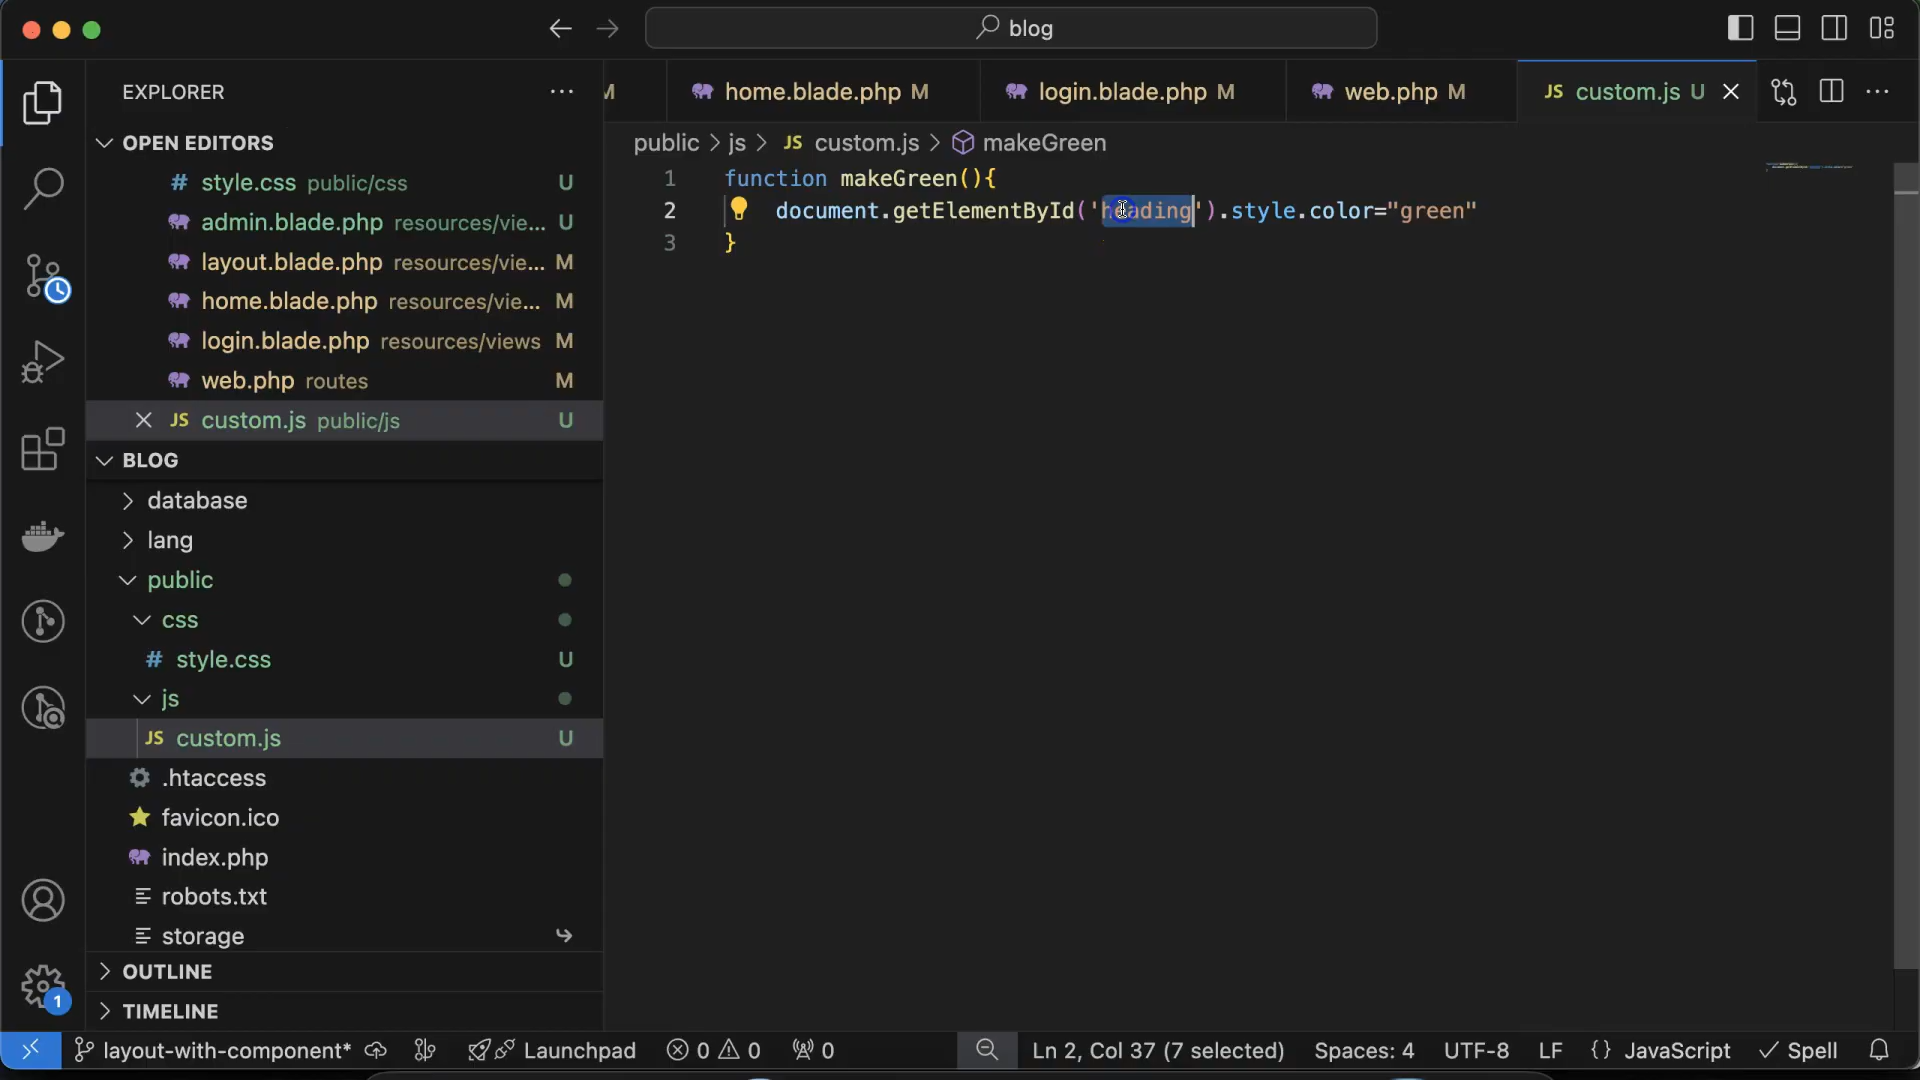 blog
EXPLORER
OPEN EDITORS
# style.css public/css U
admin.blade.php resources/vie... U
layout.blade.php resources/vie... M
home.blade.php resources/vie... M
login.blade.php resources/views M
web.php routes M
JS custom.js public/js U
BLOG
database
lang
public
css
# style.css U
js
JS custom.js U
.htaccess
favicon.ico
index.php
robots.txt
storage
OUTLINE
TIMELINE
M home.blade.php M login.blade.php M web.php M JS custom.js U
public > js > JS custom.js > makeGreen
1 function makeGreen(){
2 document.getElementById('heading').style.color="green"
3 }
1
layout-with-component* Launchpad 0 0 0 Ln 2, Col 37 (7 selected) Spaces: 4 UTF-8 LF {} JavaScript Spell